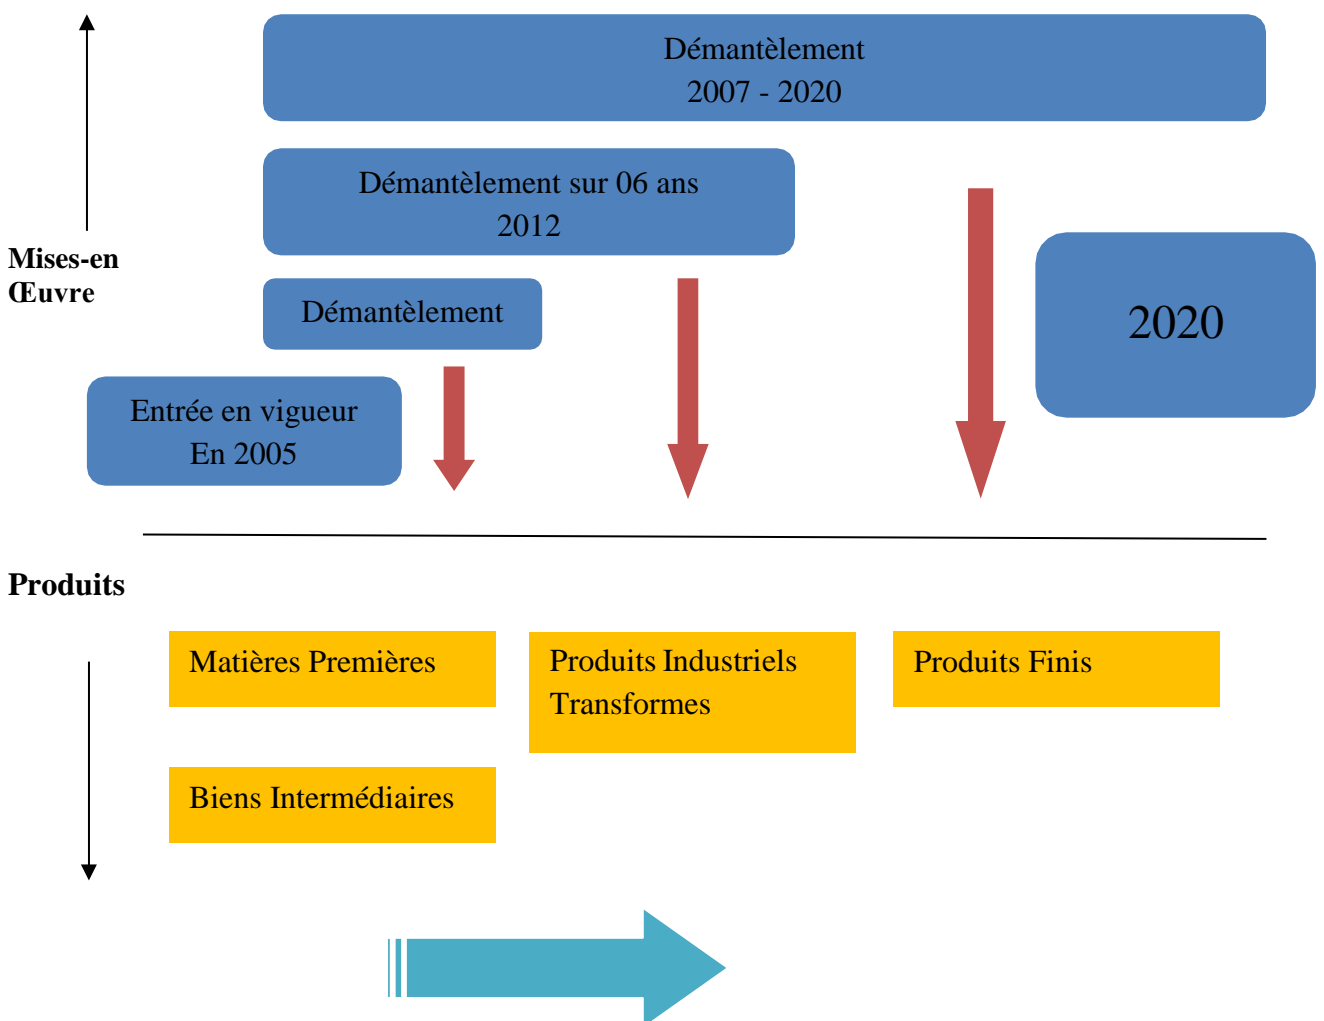 Démantèlement
2007 - 2020
Démantèlement sur 06 ans
2012
Mises-en
Œuvre
Démantèlement
2020
Entrée en vigueur
En 2005
Produits
Matières Premières
Produits Industriels
Transformes
Produits Finis
Biens Intermédiaires